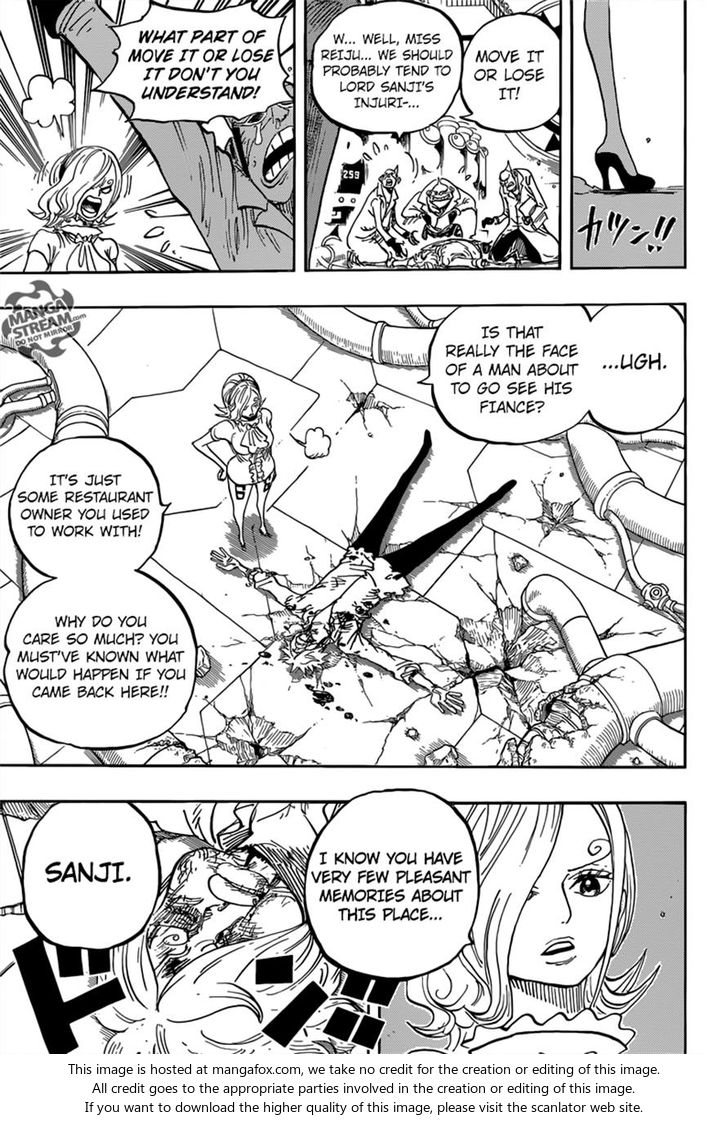 MOVE IT
OR LOSE
IT!
カツン!!
W... WELL, MISS
REIJU... WE SHOULD
PROBABLY TEND TO
LORD SANJI'S
INJURI-...
259
WHAT PART OF
MOVE IT OR LOSE
IT DON'T YOU
UNDERSTAND!
MANGA
STREAM.com
DO NOT MIRROR
...UGH.
IS THAT
REALLY THE FACE
OF A MAN ABOUT
TO GO SEE HIS
FIANCE?
IT'S JUST
SOME RESTAURANT
OWNER YOU USED
TO WORK WITH!
WHY DO YOU
CARE SO MUCH? YOU
MUST'VE KNOWN WHAT
WOULD HAPPEN IF YOU
CAME BACK HERE!!
I KNOW YOU HAVE
VERY FEW PLEASANT
MEMORIES ABOUT
THIS PLACE...
SANJI.
ドン!!
This image is hosted at mangafox.com, we take no credit for the creation or editing of this image.
All credit goes to the appropriate parties involved in the creation or editing of this image.
If you want to download the higher quality of this image, please visit the scanlator web site.